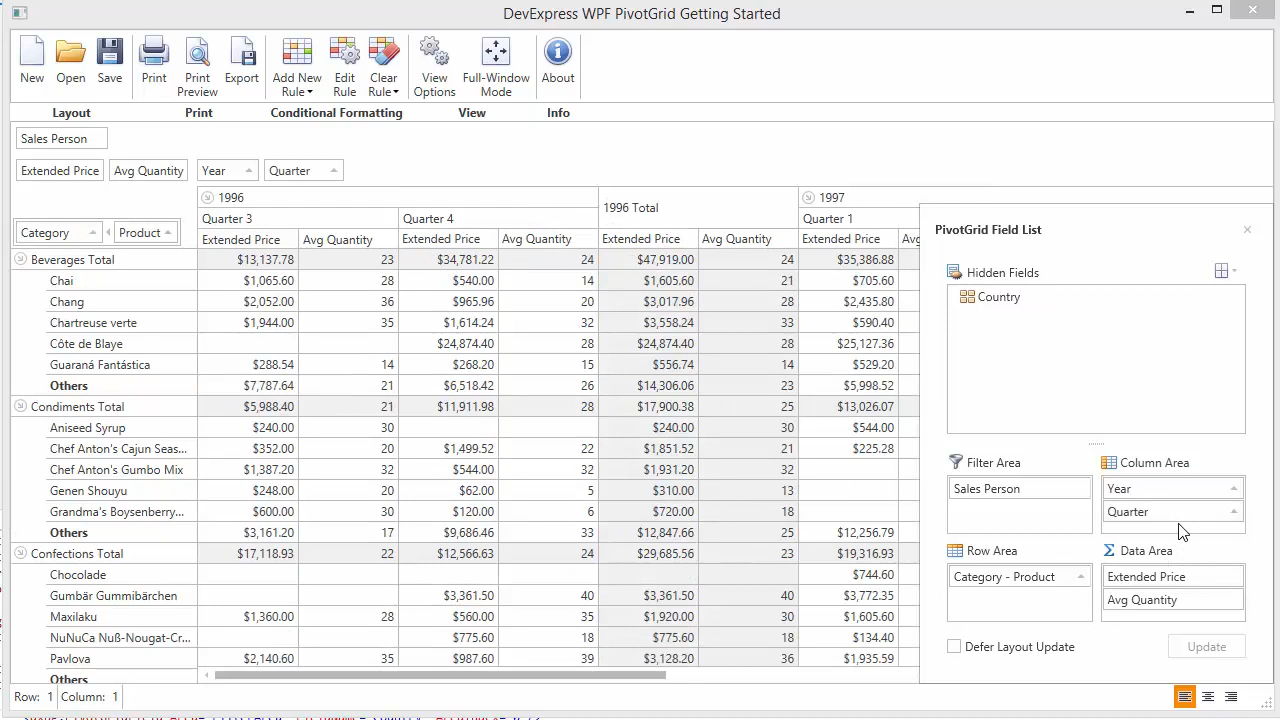 DevExpress WPF PivotGrid Getting Started
New Open Save Print Print Preview Export Add New Rule Edit Rule Clear Rule View Options Full-Window Mode About
Layout Print Conditional Formatting View Info
Sales Person
Extended Price Avg Quantity Year Quarter
1996 1996 Total 1997
Quarter 3 Quarter 4 Quarter 1
Category Product Extended Price Avg Quantity Extended Price Avg Quantity Extended Price Avg Quantity Extended Price Avg
Beverages Total $13,137.78 23 $34,781.22 24 $47,919.00 24 $35,386.88
Chai $1,065.60 28 $540.00 14 $1,605.60 21 $705.60
Chang $2,052.00 36 $965.96 20 $3,017.96 28 $2,435.80
Chartreuse verte $1,944.00 35 $1,614.24 32 $3,558.24 33 $590.40
Côte de Blaye $24,874.40 28 $24,874.40 28 $25,127.36
Guaraná Fantástica $288.54 14 $268.20 15 $556.74 14 $529.20
Others $7,787.64 21 $6,518.42 26 $14,306.06 23 $5,998.52
Condiments Total $5,988.40 21 $11,911.98 28 $17,900.38 25 $13,026.07
Aniseed Syrup $240.00 30 $240.00 30 $544.00
Chef Anton's Cajun Seas... $352.00 20 $1,499.52 22 $1,851.52 21 $225.28
Chef Anton's Gumbo Mix $1,387.20 32 $544.00 32 $1,931.20 32
Genen Shouyu $248.00 20 $62.00 5 $310.00 13
Grandma's Boysenberry... $600.00 30 $120.00 6 $720.00 18
Others $3,161.20 17 $9,686.46 33 $12,847.66 25 $12,256.79
Confections Total $17,118.93 22 $12,566.63 24 $29,685.56 23 $19,316.93
Chocolade $744.60
Gumbär Gummibärchen $3,361.50 40 $3,361.50 40 $3,772.35
Maxilaku $1,360.00 28 $560.00 35 $1,920.00 30 $1,605.60
NuNuCa Nuß-Nougat-Cr... $775.60 18 $775.60 18 $134.40
Pavlova $2,140.60 35 $987.60 39 $3,128.20 36 $1,935.59
Others
Row: 1 Column: 1
PivotGrid Field List
Hidden Fields
Country
Filter Area Column Area
Sales Person Year
Quarter
Row Area Data Area
Category - Product Extended Price
Avg Quantity
Defer Layout Update Update